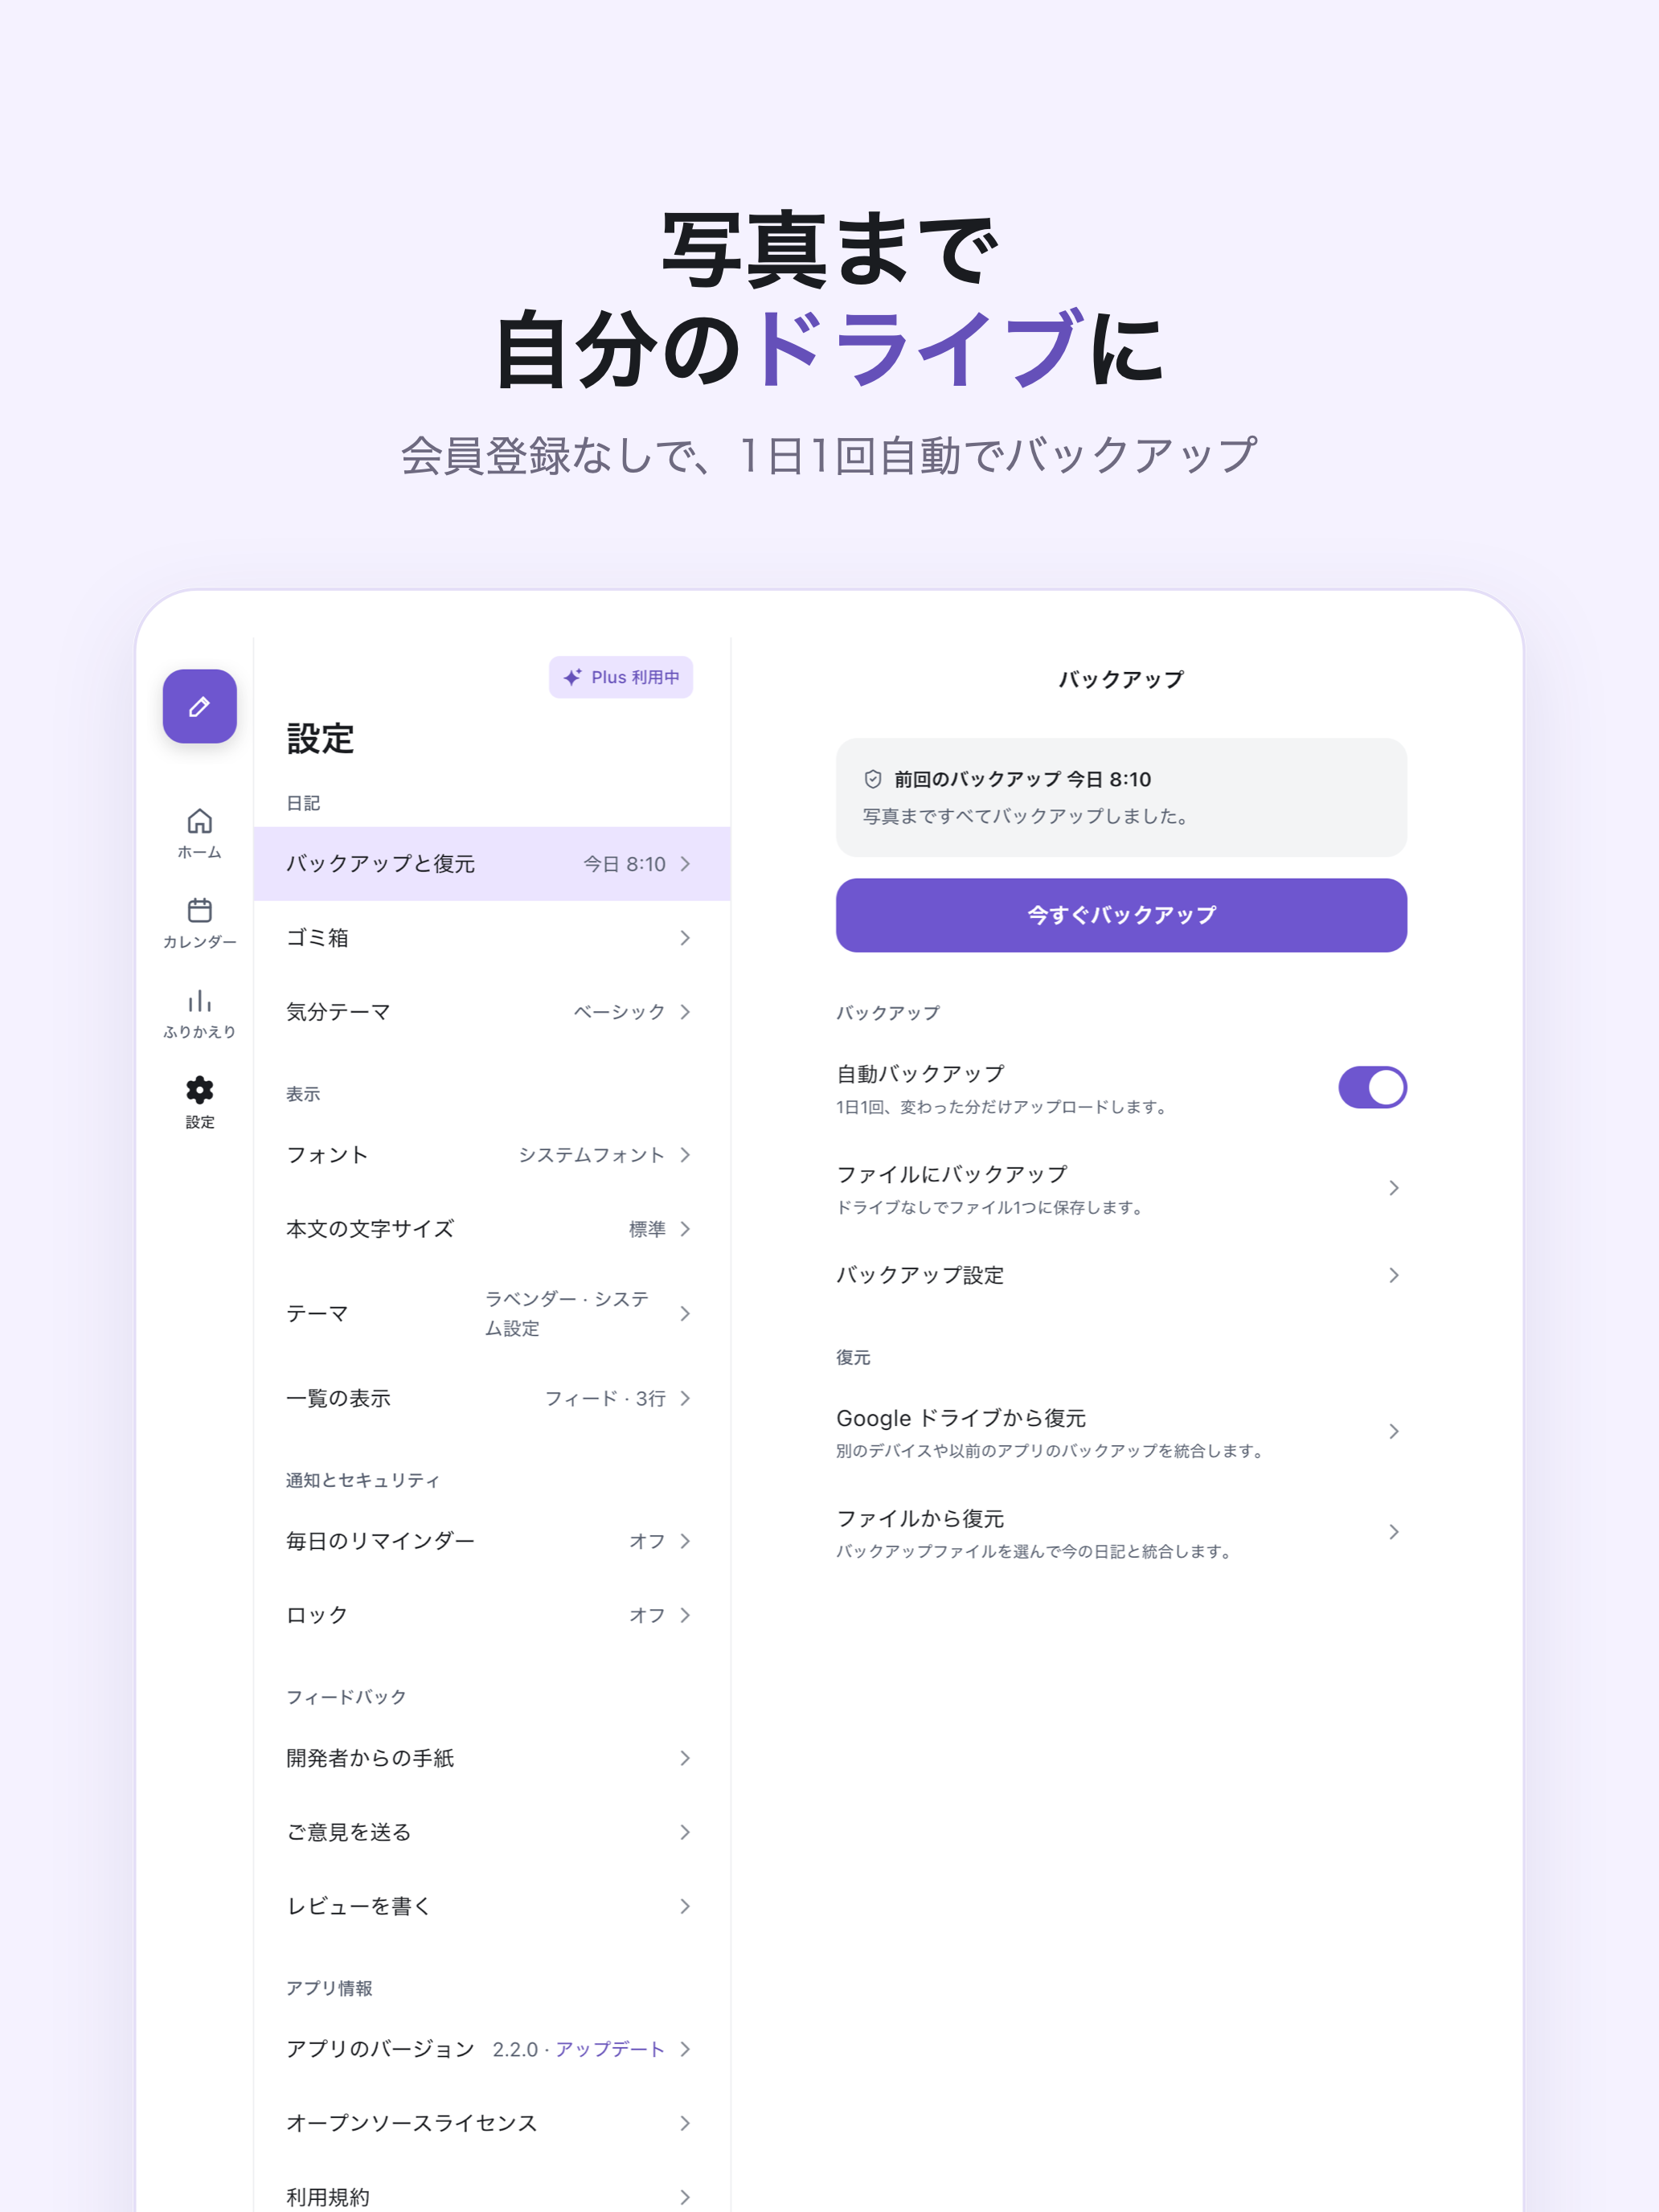 写真まで
自分のドライブに
会員登録なしで、1日1回自動でバックアップ
ホーム
カレンダー
ふりかえり
設定
Plus 利用中
設定
日記
バックアップと復元 今日 8:10
ゴミ箱
気分テーマ ベーシック
表示
フォント システムフォント
本文の文字サイズ 標準
テーマ ラベンダー · システ
ム設定
一覧の表示 フィード · 3行
通知とセキュリティ
毎日のリマインダー オフ
ロック オフ
フィードバック
開発者からの手紙
ご意見を送る
レビューを書く
アプリ情報
アプリのバージョン 2.2.0 · アップデート
オープンソースライセンス
利用規約
バックアップ
前回のバックアップ 今日 8:10
写真まですべてバックアップしました。
今すぐバックアップ
バックアップ
自動バックアップ
1日1回、変わった分だけアップロードします。
ファイルにバックアップ
ドライブなしでファイル1つに保存します。
バックアップ設定
復元
Google ドライブから復元
別のデバイスや以前のアプリのバックアップを統合します。
ファイルから復元
バックアップファイルを選んで今の日記と統合します。